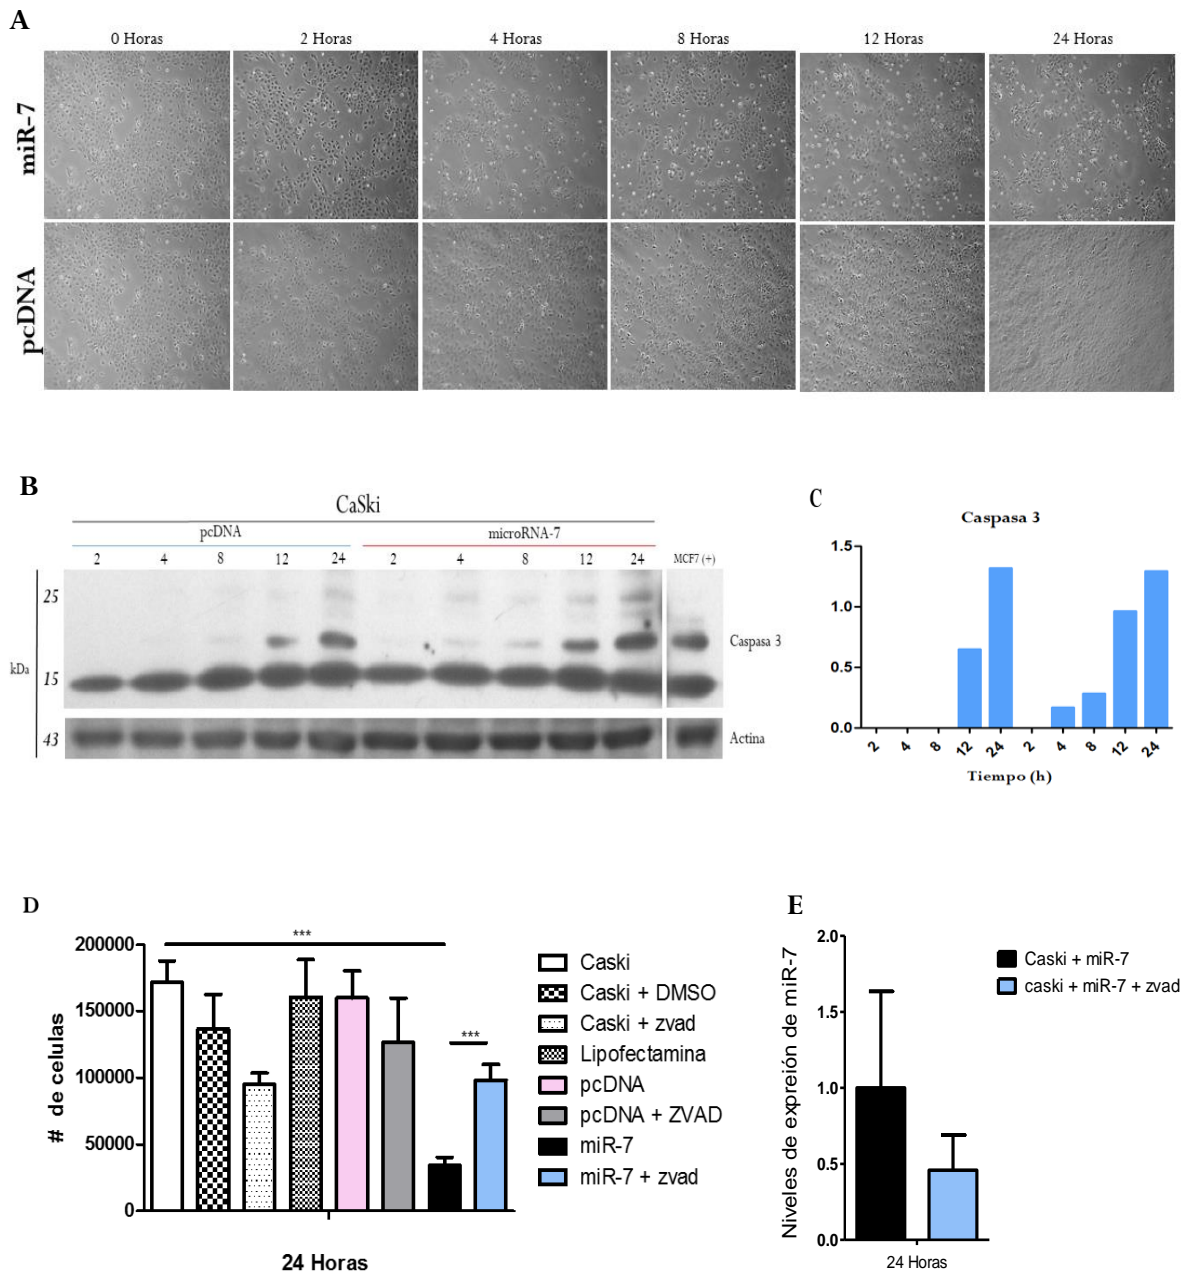 A
0 Horas 2 Horas 4 Horas 8 Horas 12 Horas 24 Horas
miR-7
pcDNA
B
CaSki
pcDNA microRNA-7
2 4 8 12 24 2 4 8 12 24 MCF7 (+)
25
Caspasa 3
kDa
15
43
Actina
C
Caspasa 3
1.5
1.0
0.5
0.0
2 4 8 12 24 2 4 8 12 24
Tiempo (h)
D
# de celulas
200000
150000
100000
50000
0
***
***
24 Horas
Caski
Caski + DMSO
Caski + zvad
Lipofectamina
pcDNA
pcDNA + ZVAD
miR-7
miR-7 + zvad
E
Niveles de expreión de miR-7
2.0
1.5
1.0
0.5
0.0
24 Horas
Caski + miR-7
caski + miR-7 + zvad